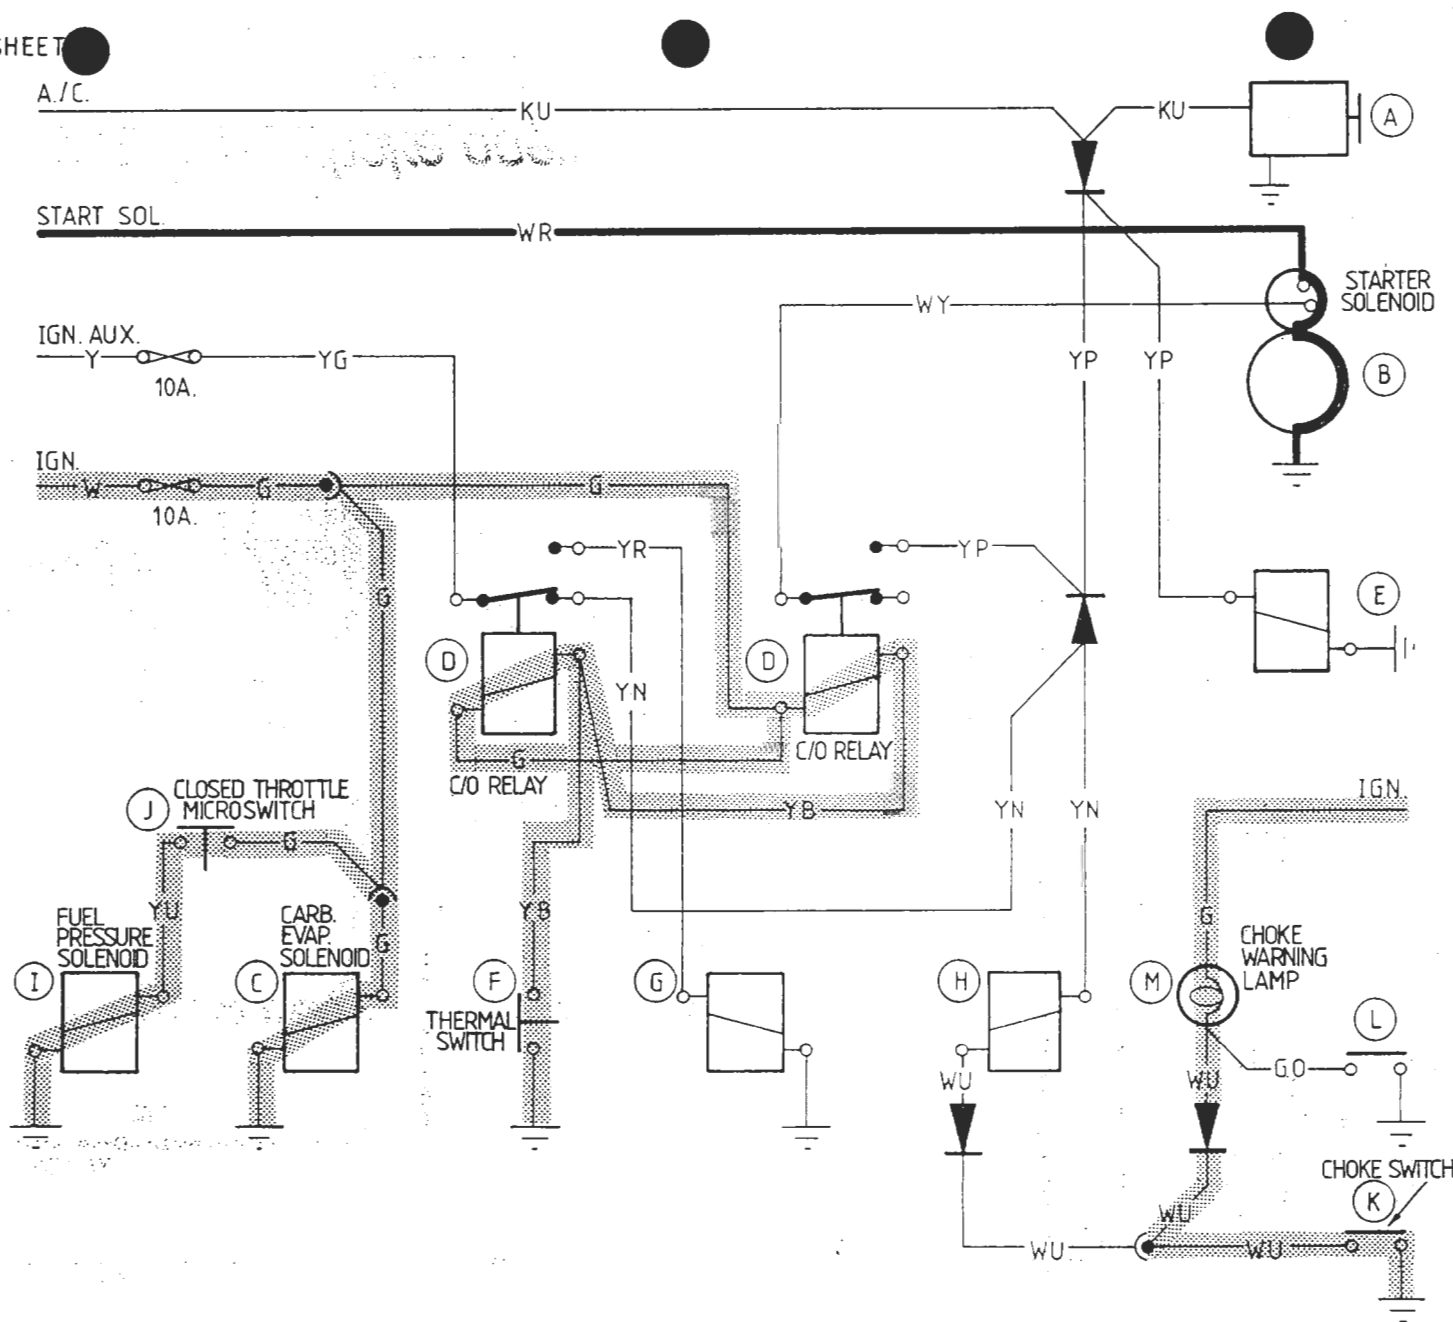 SHEET
A./C.
KU
KU
A
START SOL.
WR
STARTER
SOLENOID
WY
IGN. AUX.
Y
YG
10A.
YP
YP
B
IGN.
W
G
G
10A.
YR
YP
G
E
D
D
YN
C/O RELAY
G
C/O RELAY
CLOSED THROTTLE
MICROSWITCH
J
IGN.
G
YB
YN
YN
YU
YB
G
FUEL
PRESSURE
SOLENOID
CARB.
EVAP.
SOLENOID
G
CHOKE
WARNING
LAMP
I
C
F
G
H
M
THERMAL
SWITCH
L
GO
WU
WU
CHOKE SWITCH
K
WU
WU
WU